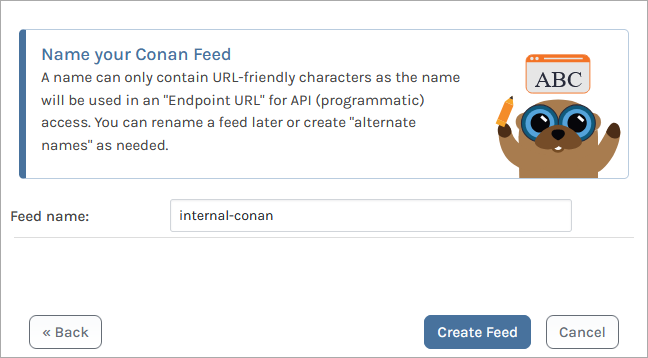 Name your Conan Feed
A name can only contain URL-friendly characters as the name
will be used in an "Endpoint URL" for API (programmatic)
access. You can rename a feed later or create "alternate
names" as needed.
ABC
Feed name:
internal-conan
« Back
Create Feed
Cancel